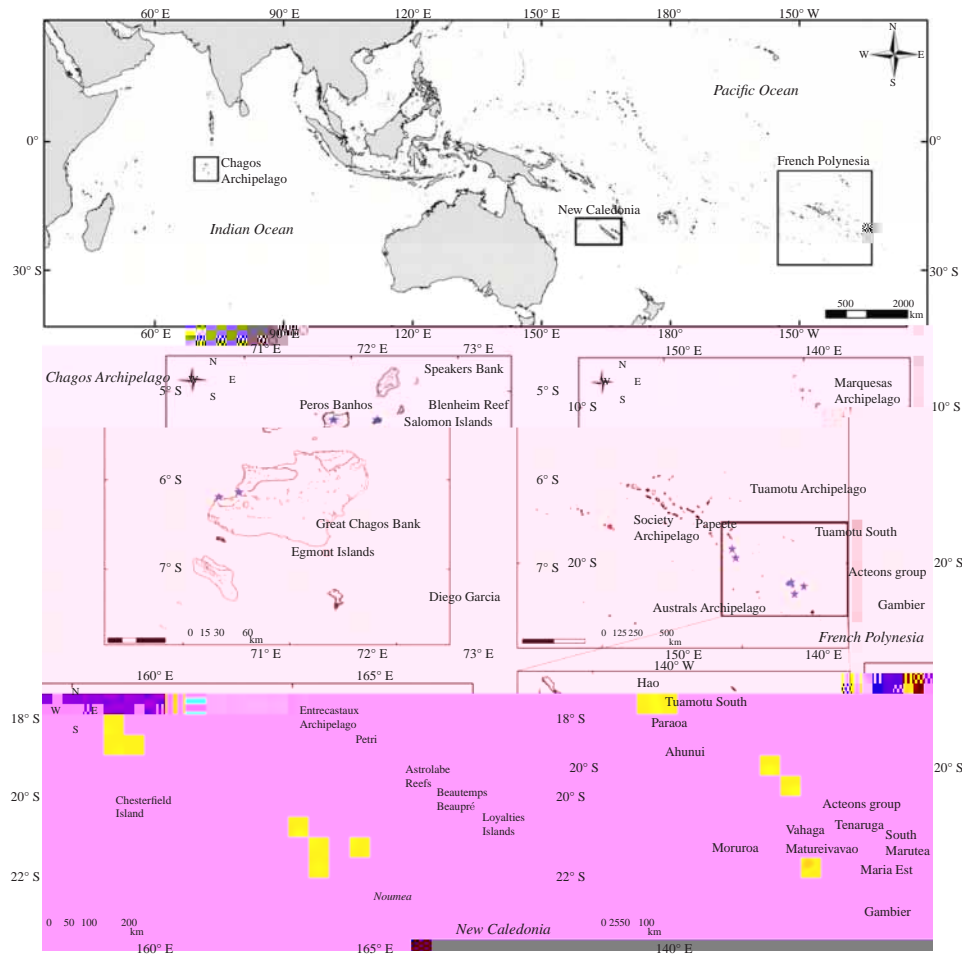 60° E 90° E 120° E 150° E 180° E 150° W
N
W E
S
Pacific Ocean
0° 0°
Chagos
Archipelago
French Polynesia
New Caledonia
Indian Ocean
30° S 30° S
500 2000
km
60° E 90° E 120° E 150° E 180° E 150° W
71° E 72° E 73° E
Chagos Archipelago
N
W E
S
5° S
Speakers Bank
Peros Banhos
Blenheim Reef
Salomon Islands
6° S
Great Chagos Bank
Egmont Islands
7° S
Diego Garcia
0 15 30 60
km
71° E 72° E 73° E
150° E 140° E
N
W E
S
10° S 10° S
Marquesas
Archipelago
6° S
Tuamotu Archipelago
Society
Archipelago
Papeete
Tuamotu South
7° S 20° S 20° S
Acteons group
Australs Archipelago
Gambier
0 125 250 500
km
French Polynesia
150° E 140° E
160° E 165° E
N
W E
S
18° S 18° S
Entrecastaux
Archipelago
Petri
Astrolabe
Reefs
Beautemps
Beaupré
Loyalties
Islands
20° S 20° S
Chesterfield
Island
22° S 22° S
Noumea
0 50 100 200
km
New Caledonia
160° E 165° E
140° W
Hao
Tuamotu South
Paraoa
Ahunui
20° S 20° S
Acteons group
Vahaga
Tenaruga
South
Marutea
Moruroa
Matureivavao
Maria Est
Gambier
0 2550 100
km
140° E